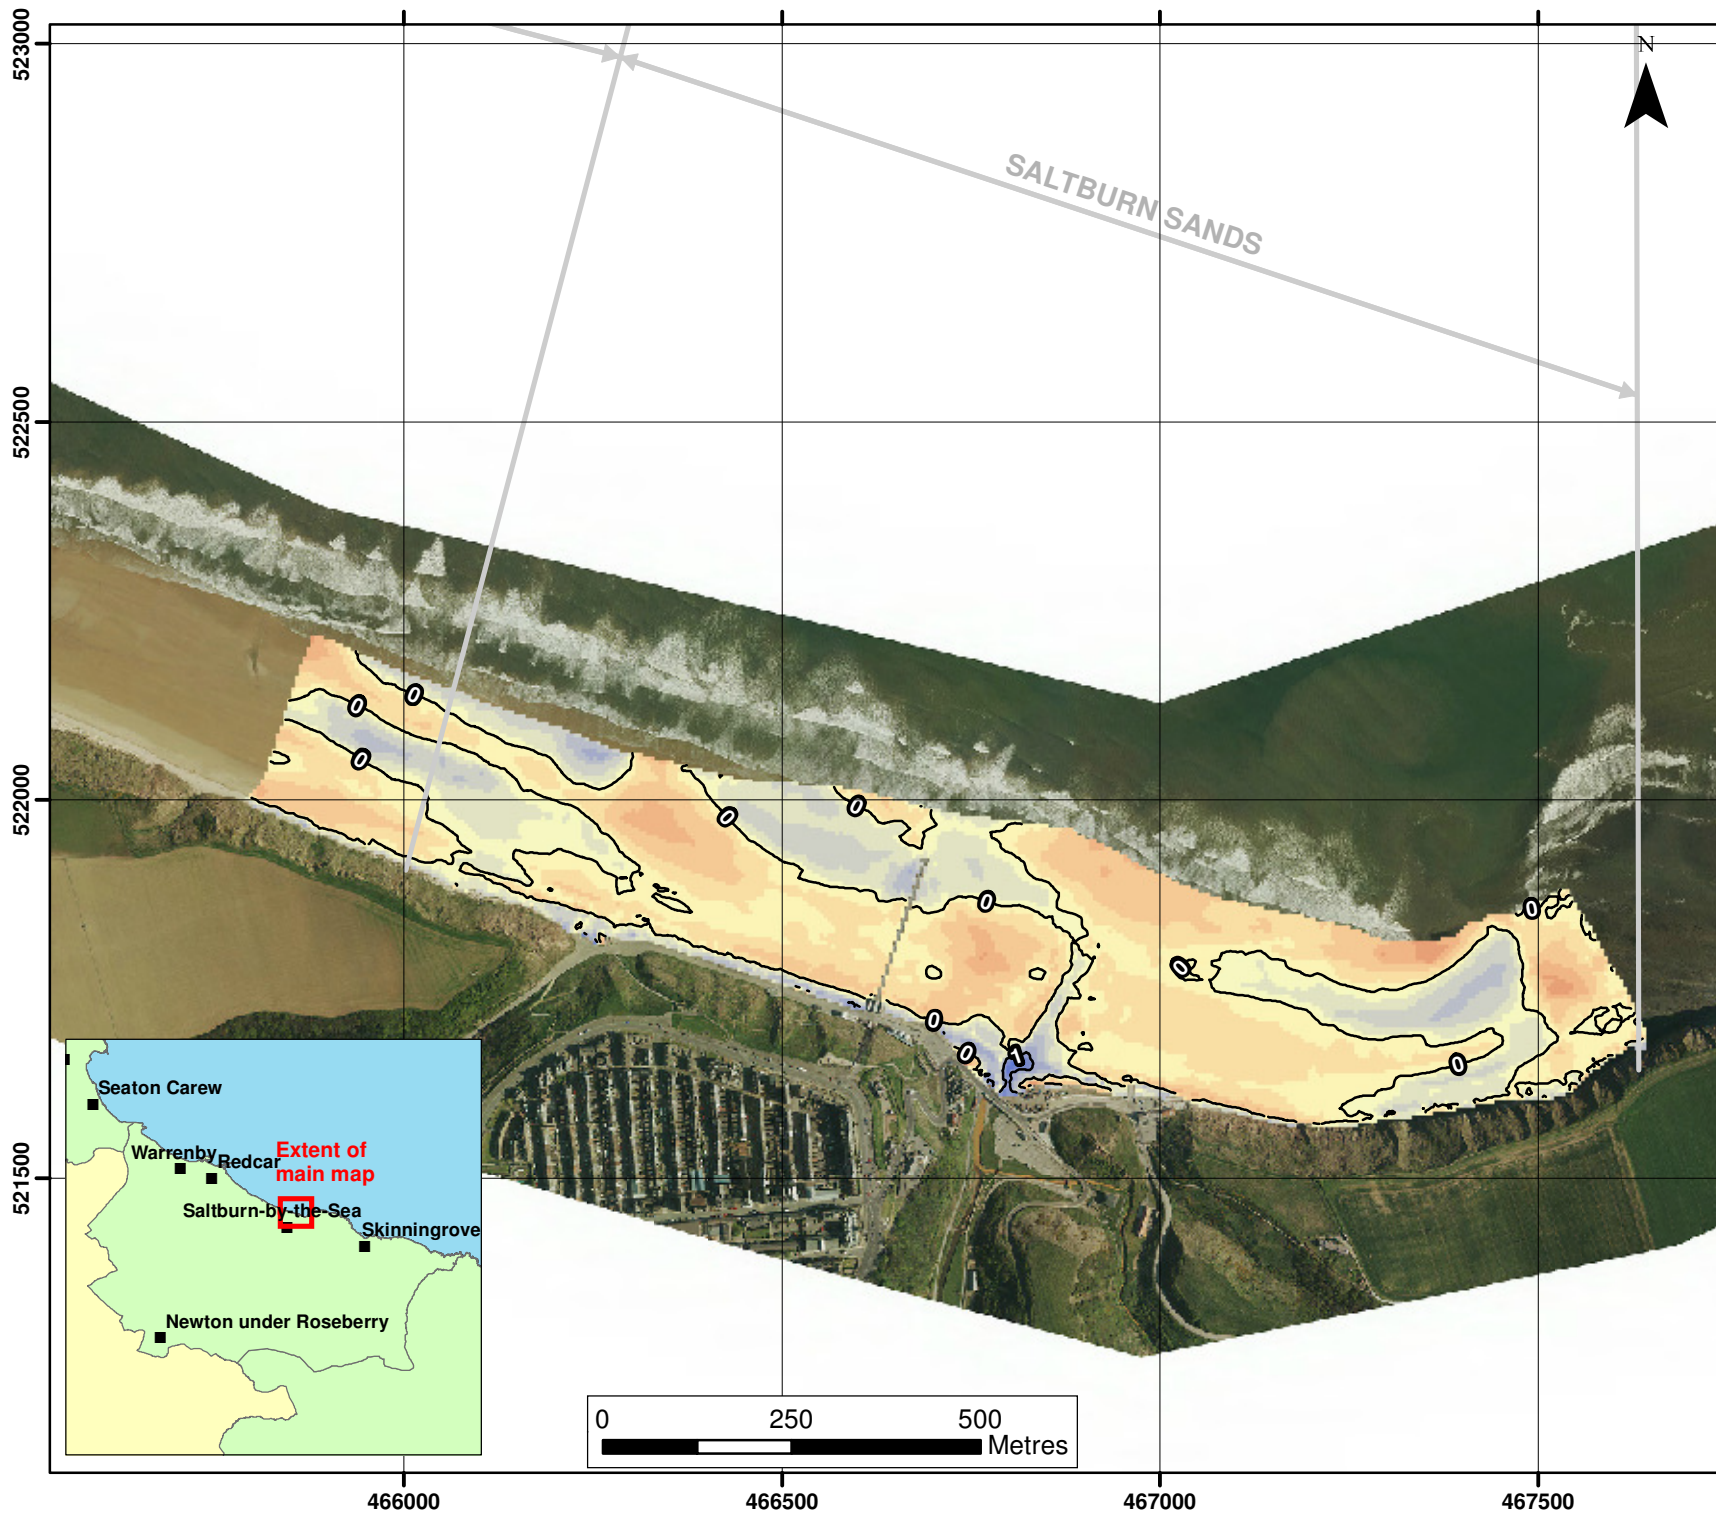 523000
N
SALTBURN SANDS
522500
0
0
0
522000
0
0
0
0
0
0
0
1
0
Seaton Carew
Warrenby
Redcar
Extent of
main map
Saltburn-by-the-Sea
Skinningrove
521500
Newton under Roseberry
0 250 500
Metres
466000 466500 467000 467500